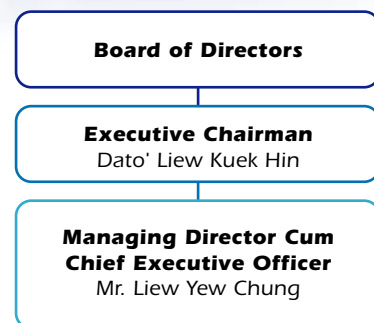 Board of Directors
Executive Chairman
Dato' Liew Kuek Hin
Managing Director Cum
Chief Executive Officer
Mr. Liew Yew Chung